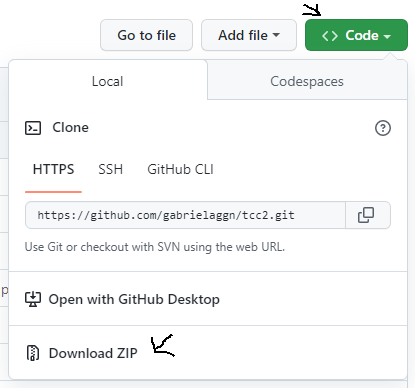 Go to file
Add file
<> Code
Local
Codespaces
Clone
HTTPS
SSH
GitHub CLI
https://github.com/gabrielaggn/tcc2.git
Use Git or checkout with SVN using the web URL.
Open with GitHub Desktop
Download ZIP
p